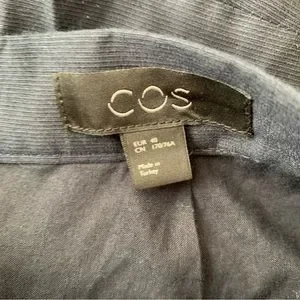 COS
EUR 40
CN 170/76A
Made in
Turkey